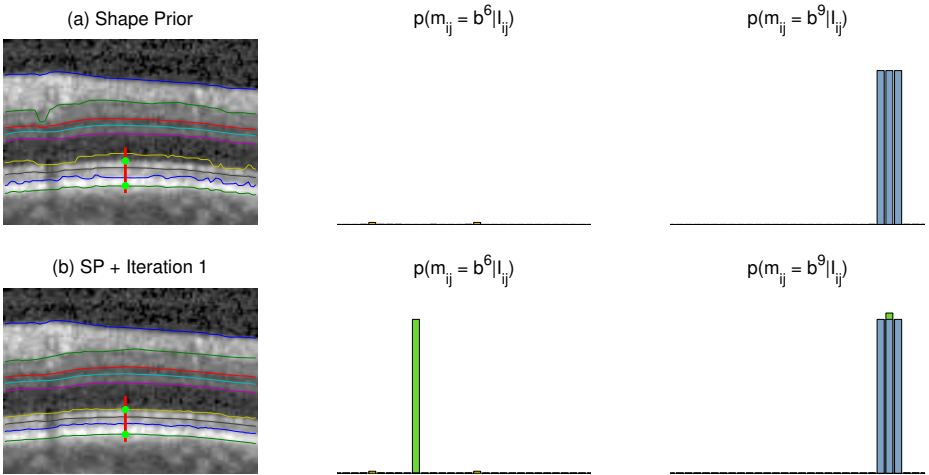 (a) Shape Prior
p(m_ij = b^6|I_ij)
p(m_ij = b^9|I_ij)
(b) SP + Iteration 1
p(m_ij = b^6|I_ij)
p(m_ij = b^9|I_ij)